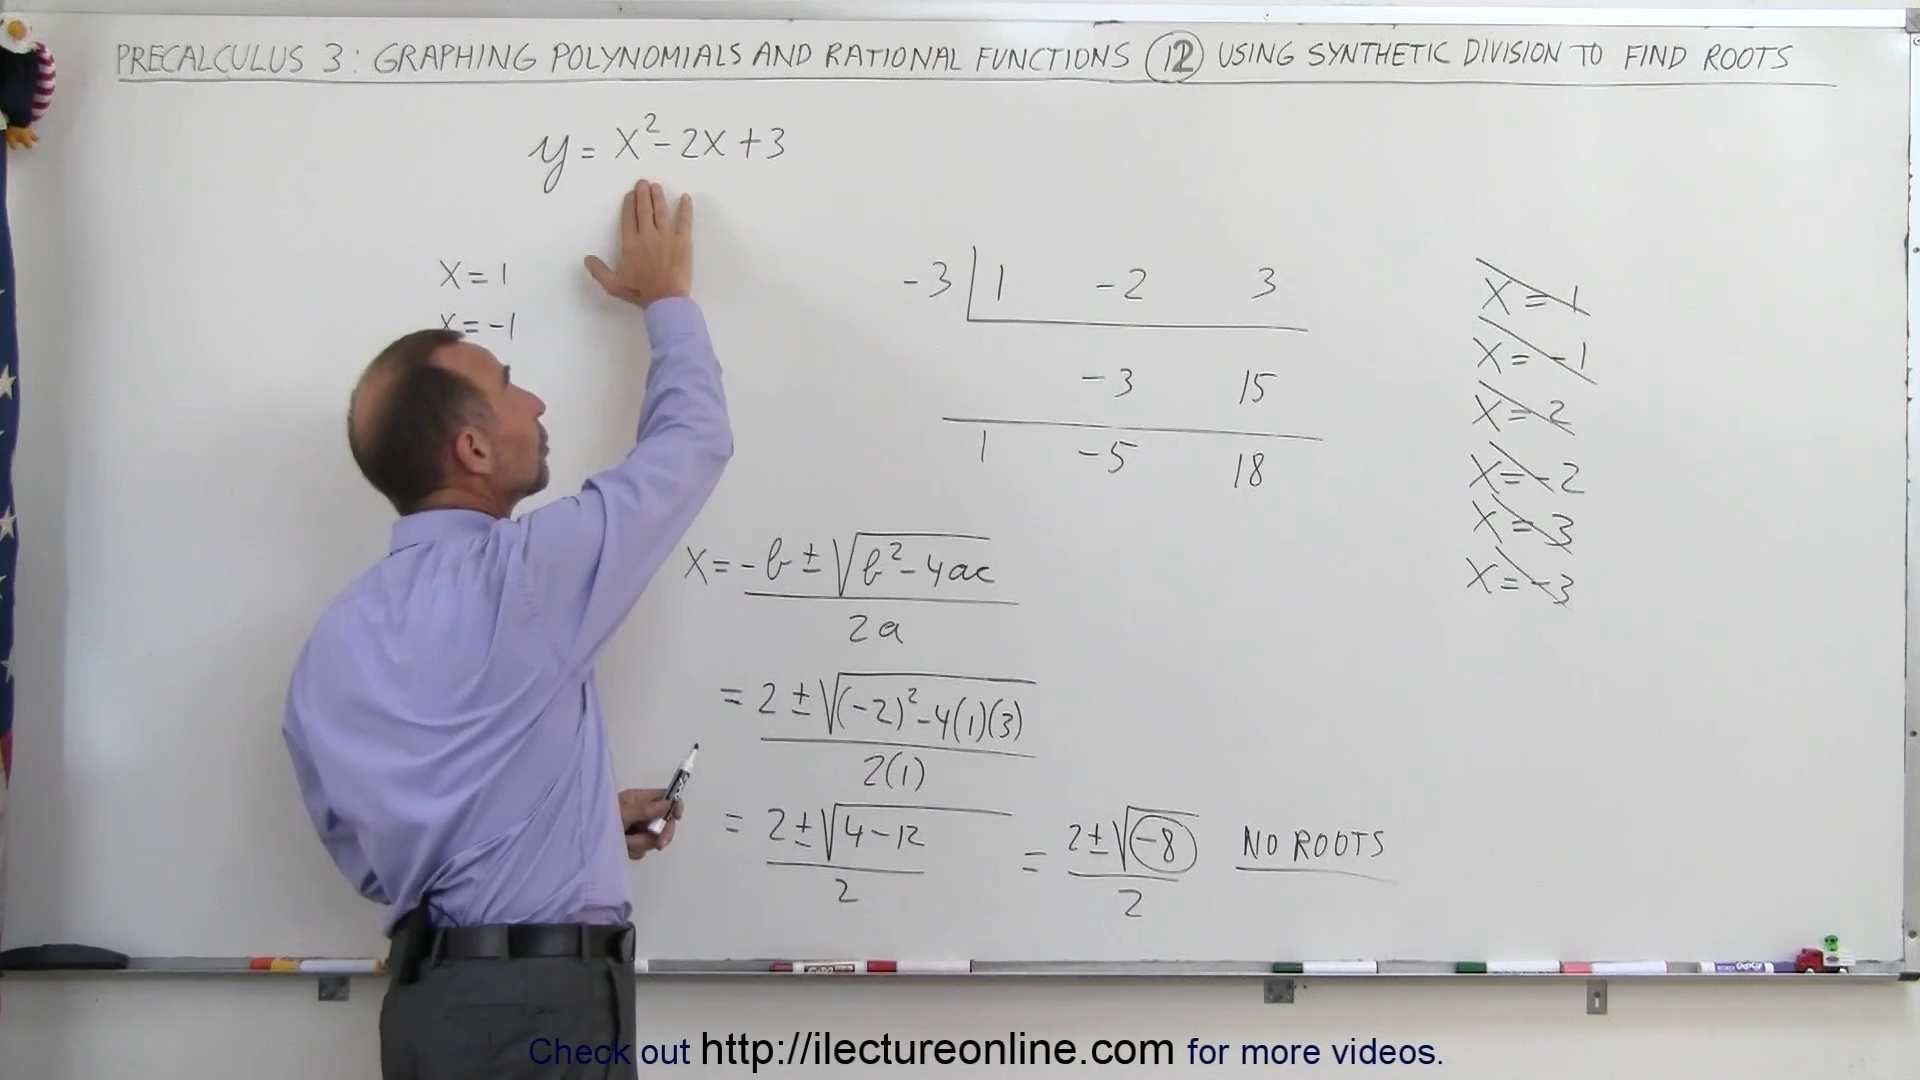 PRECALCULUS 3: GRAPHING POLYNOMIALS AND RATIONAL FUNCTIONS 12 USING SYNTHETIC DIVISION TO FIND ROOTS
y = x² - 2x + 3
x = 1
x = -1
-3 | 1 -2 3
-3 15
1 -5 18
x = 1
x = -1
x = 2
x = -2
x = 3
x = -3
x = -b ± √(b² - 4ac)
2a
= 2 ± √((-2)² - 4(1)(3))
2(1)
= 2 ± √(4 - 12)
2
= 2 ± √(-8)
2
NO ROOTS
Check out http://ilectureonline.com for more videos.